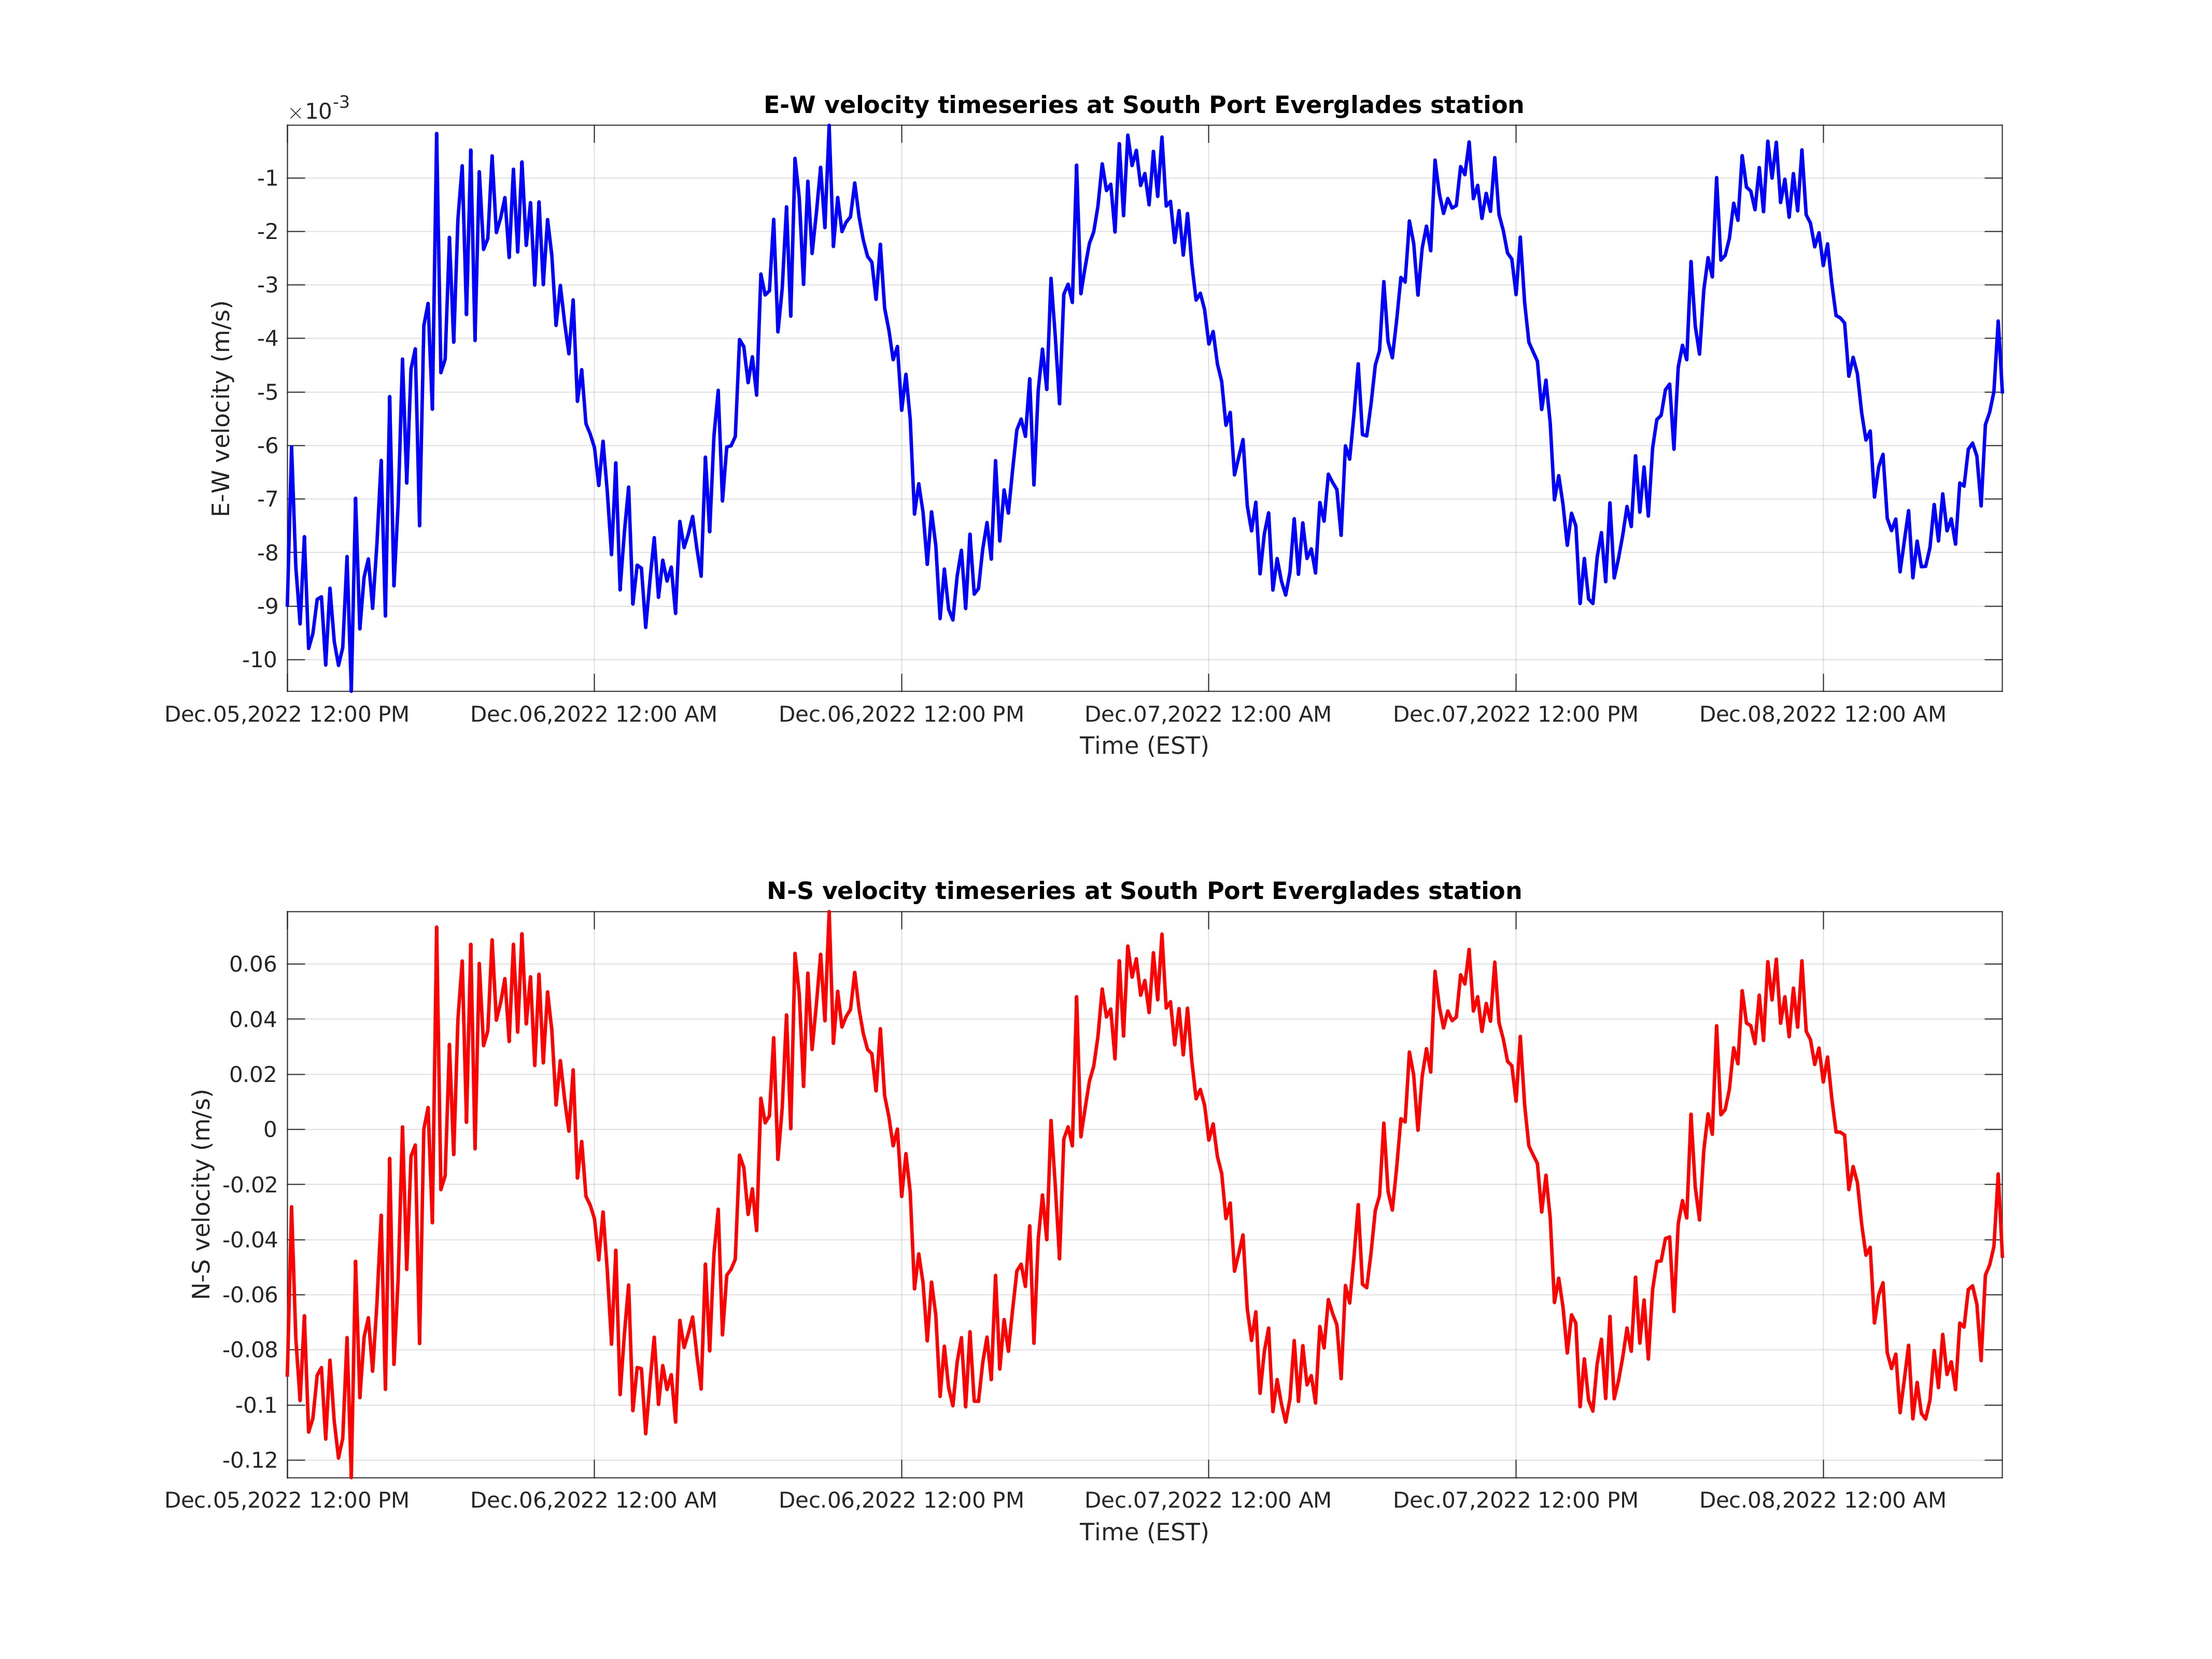 ×10-3
E-W velocity timeseries at South Port Everglades station
-1
-2
-3
-4
-5
-6
-7
-8
-9
-10
E-W velocity (m/s)
Dec.05,2022 12:00 PM Dec.06,2022 12:00 AM Dec.06,2022 12:00 PM Dec.07,2022 12:00 AM Dec.07,2022 12:00 PM Dec.08,2022 12:00 AM
Time (EST)
N-S velocity timeseries at South Port Everglades station
0.06
0.04
0.02
0
-0.02
-0.04
-0.06
-0.08
-0.1
-0.12
N-S velocity (m/s)
Dec.05,2022 12:00 PM Dec.06,2022 12:00 AM Dec.06,2022 12:00 PM Dec.07,2022 12:00 AM Dec.07,2022 12:00 PM Dec.08,2022 12:00 AM
Time (EST)